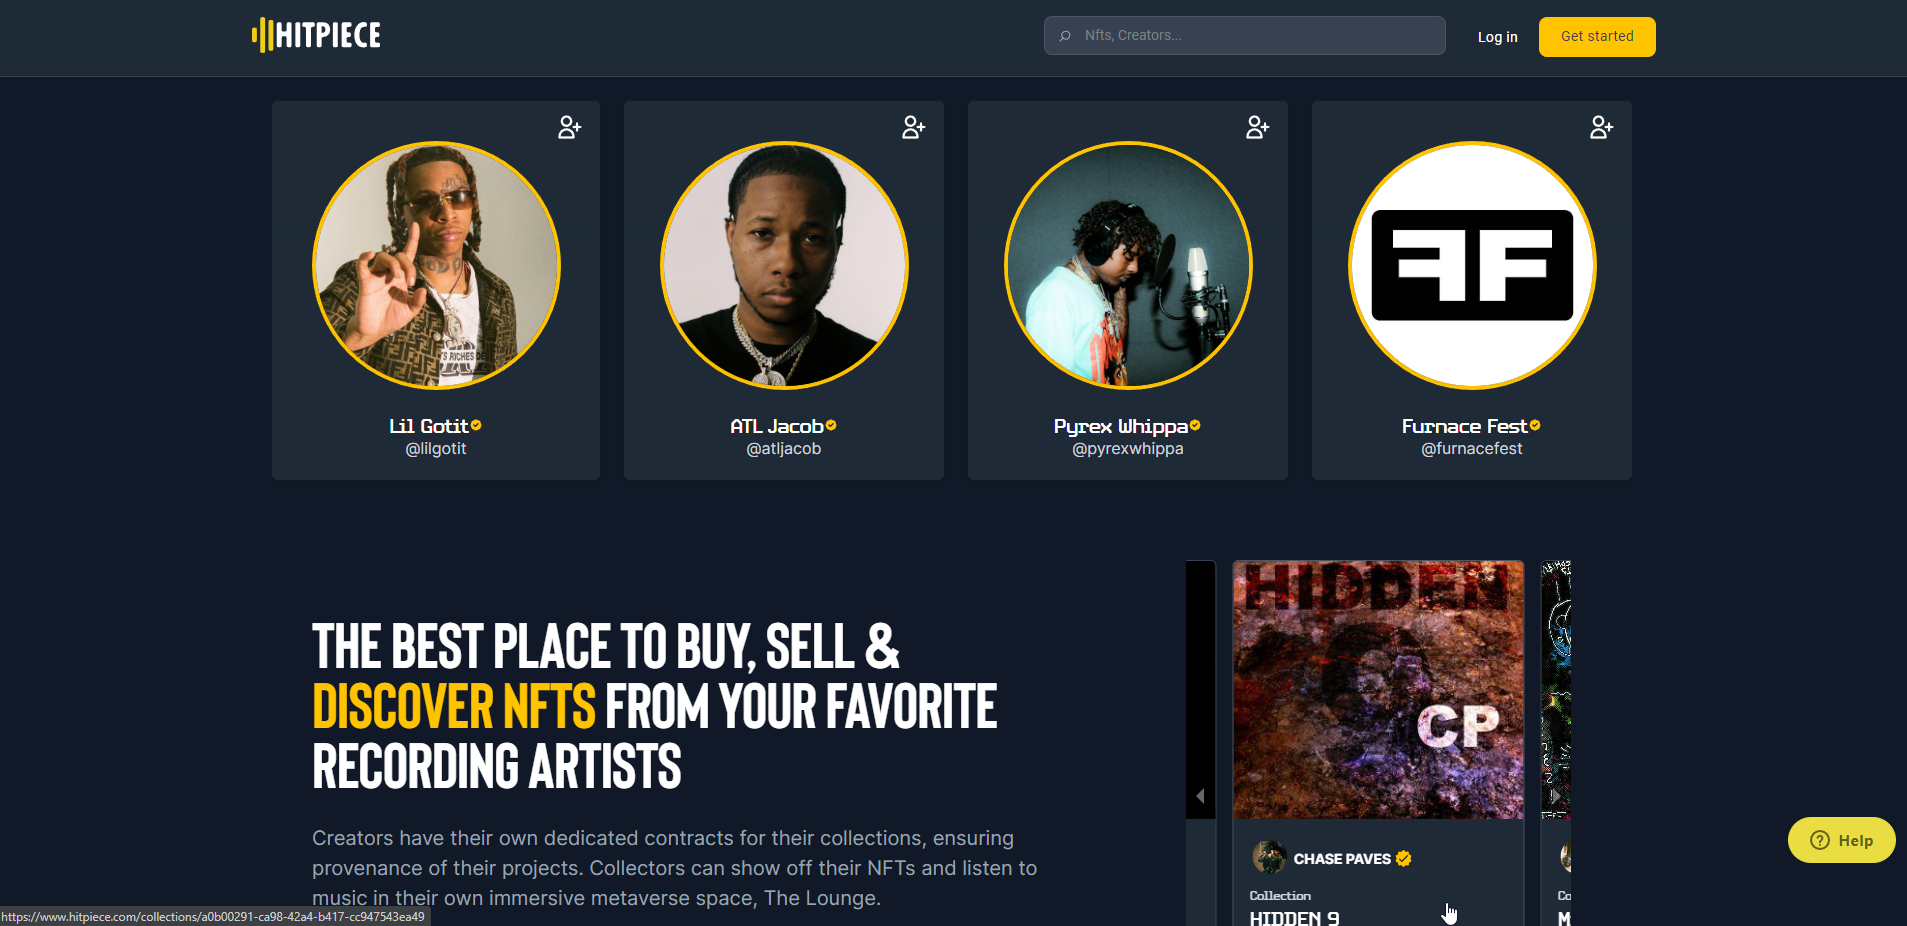 HITPIECE
Nfts, Creators...
Log in
Get started
Lil Gotit
@lilgotit
ATL Jacob
@atljacob
Pyrex Whippa
@pyrexwhippa
FF
Furnace Fest
@furnacefest
THE BEST PLACE TO BUY, SELL &
DISCOVER NFTS FROM YOUR FAVORITE
RECORDING ARTISTS
Creators have their own dedicated contracts for their collections, ensuring
provenance of their projects. Collectors can show off their NFTs and listen to
music in their own immersive metaverse space, The Lounge.
HIDDEN
CP
CHASE PAVES
Collection
HIDDEN 9
Co
M
Help
https://www.hitpiece.com/collections/a0b00291-ca98-42a4-b417-cc947543ea49